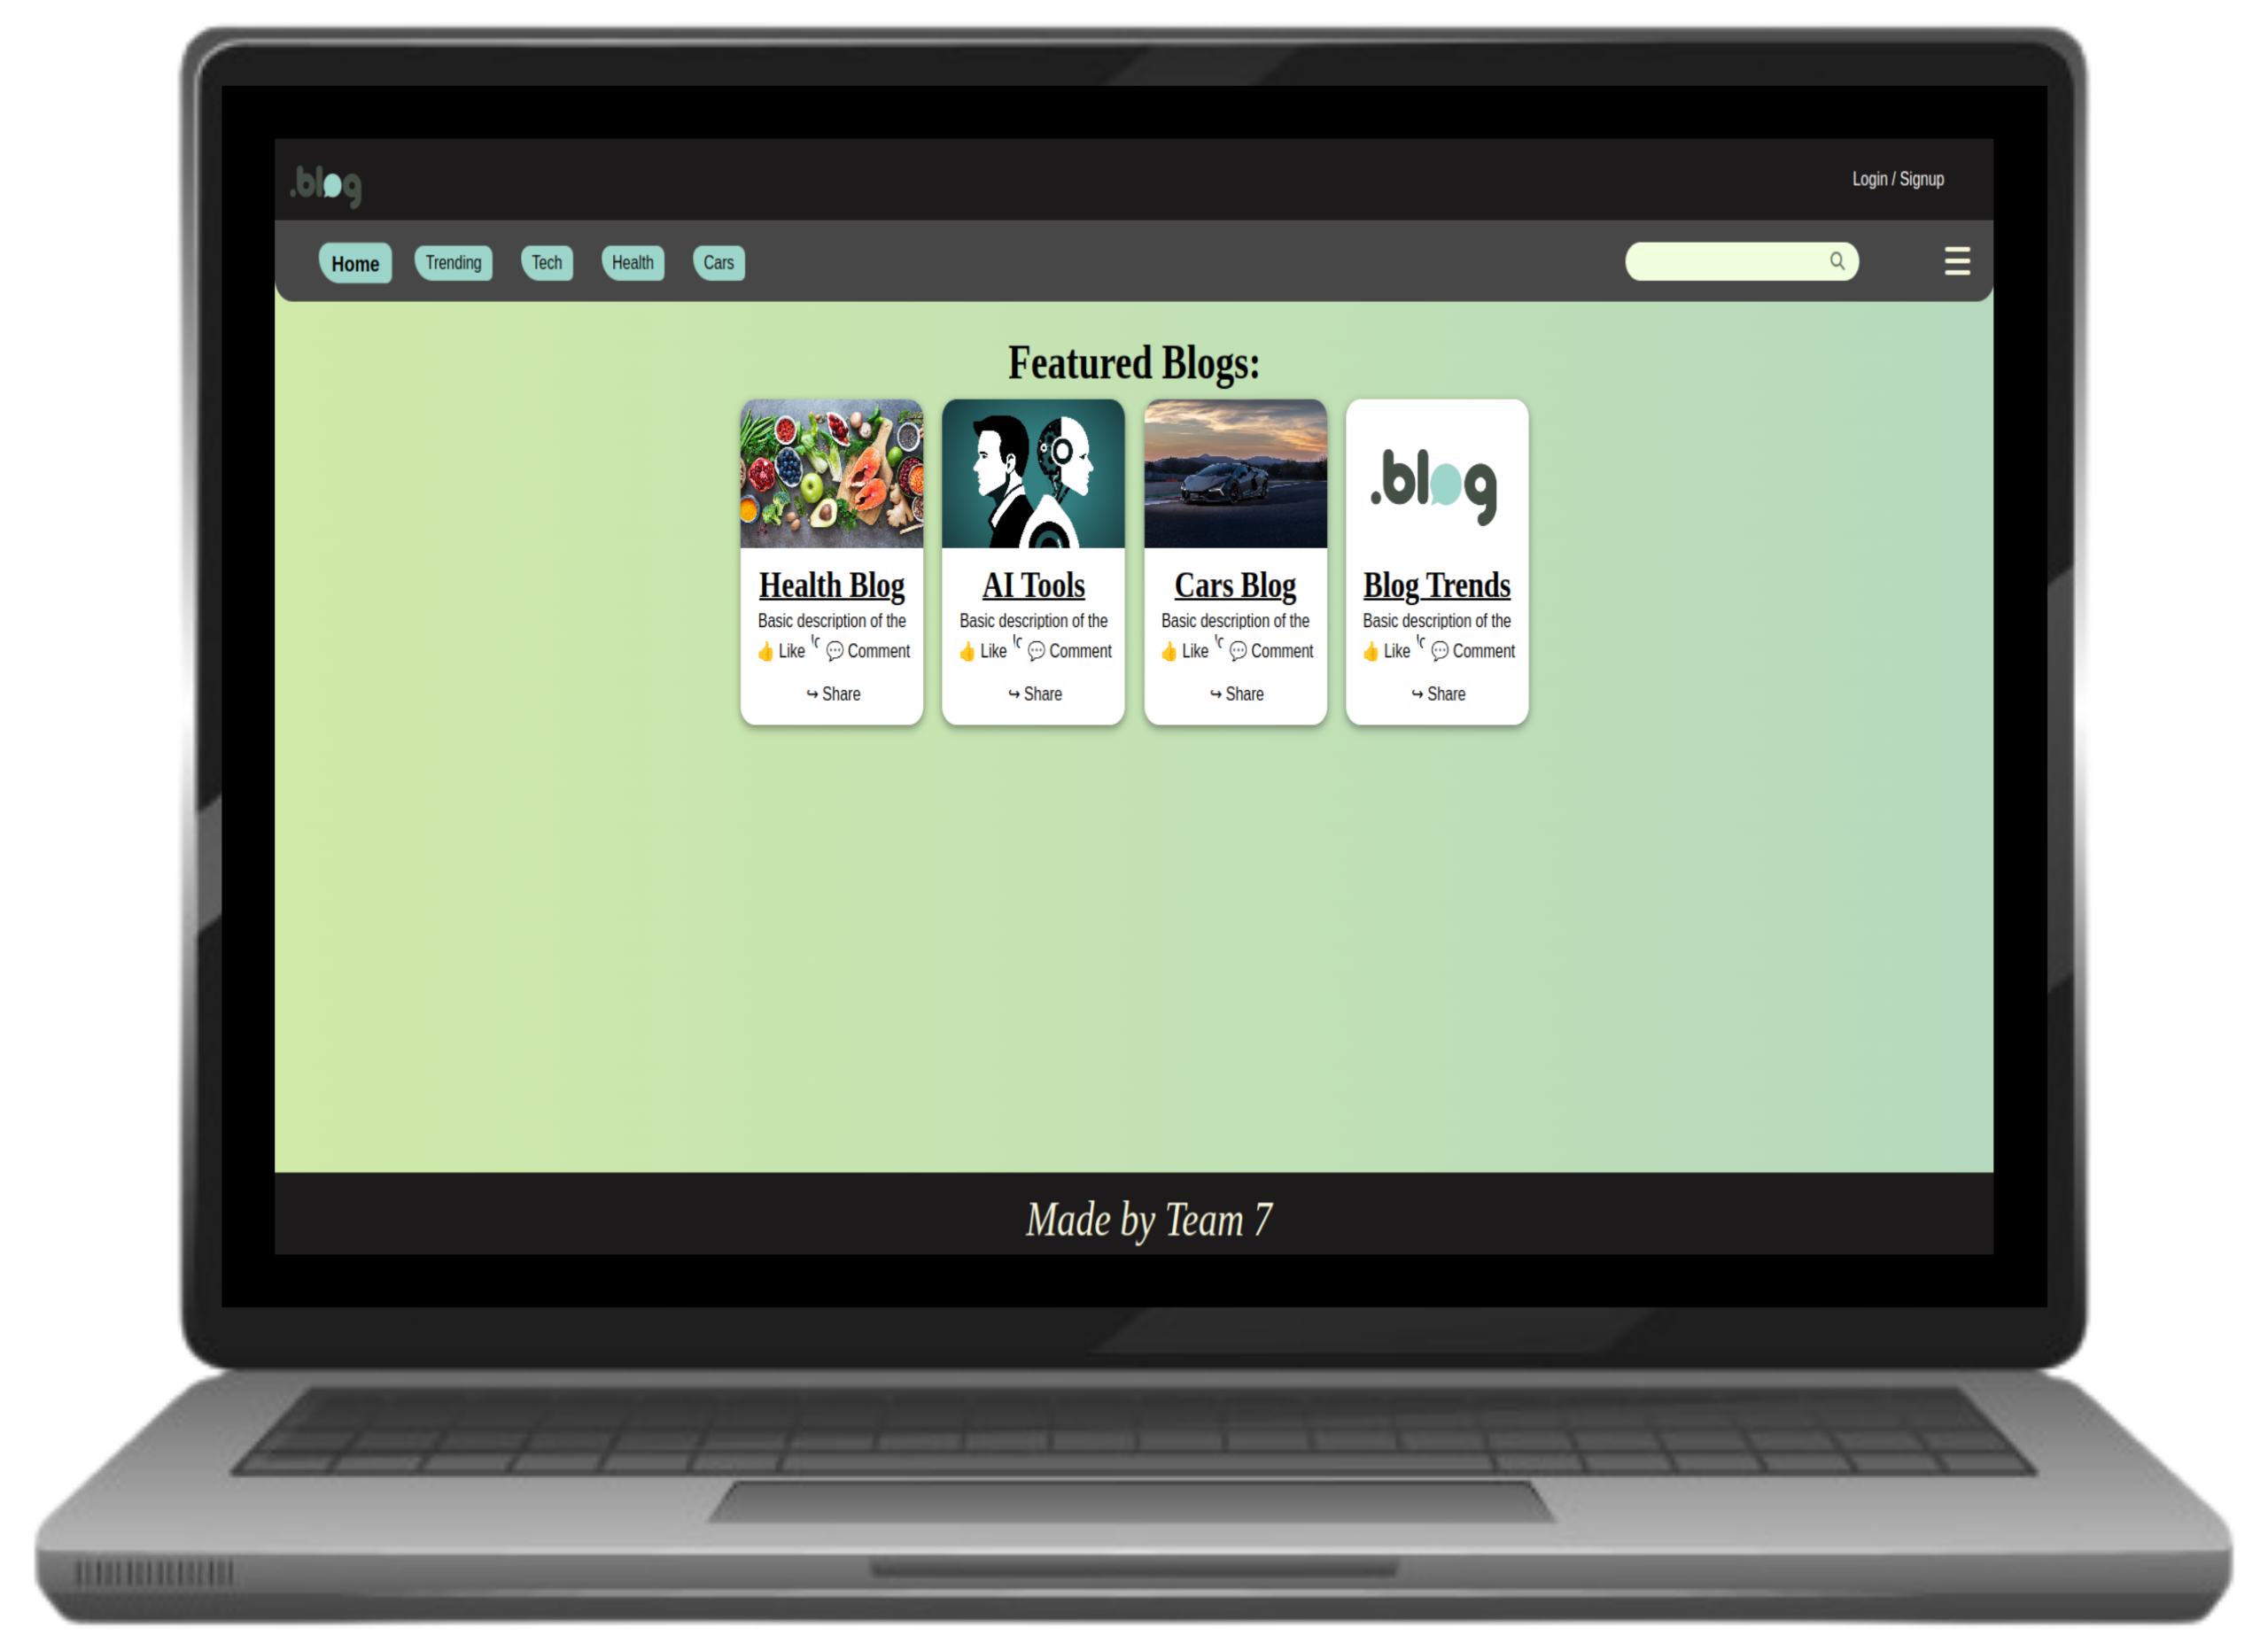 .blog
Login / Signup
Home
Trending
Tech
Health
Cars
Featured Blogs:
.blog
Health Blog
Basic description of the
👍 Like 💬 Comment
↪ Share
AI Tools
Basic description of the
👍 Like 💬 Comment
↪ Share
Cars Blog
Basic description of the
👍 Like 💬 Comment
↪ Share
Blog Trends
Basic description of the
👍 Like 💬 Comment
↪ Share
Made by Team 7